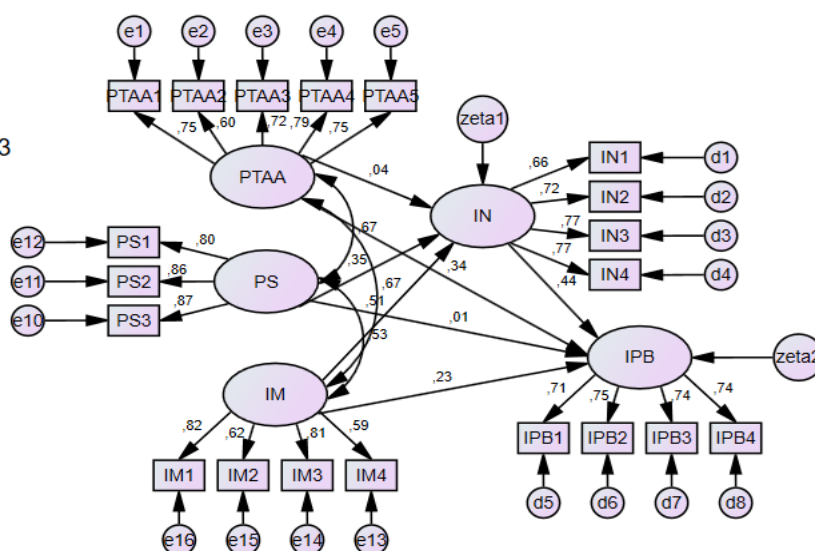 e1 e2 e3 e4 e5
PTAA1 PTAA2 PTAA3 PTAA4 PTAA5
,75 ,60 ,72 ,79 ,75
3
zeta1
PTAA
,04
,66 IN1 d1
,72 IN2 d2
IN
,67
,77 IN3 d3
,77 IN4 d4
e12 PS1 ,80
e11 PS2 ,86 PS
e10 PS3 ,87
,35 ,67 ,34 ,44
,51
,01
,53
IPB zeta2
IM
,23
,82 ,62 ,81 ,59
,71 ,75 ,74 ,74
IM1 IM2 IM3 IM4
IPB1 IPB2 IPB3 IPB4
d5 d6 d7 d8
e16 e15 e14 e13